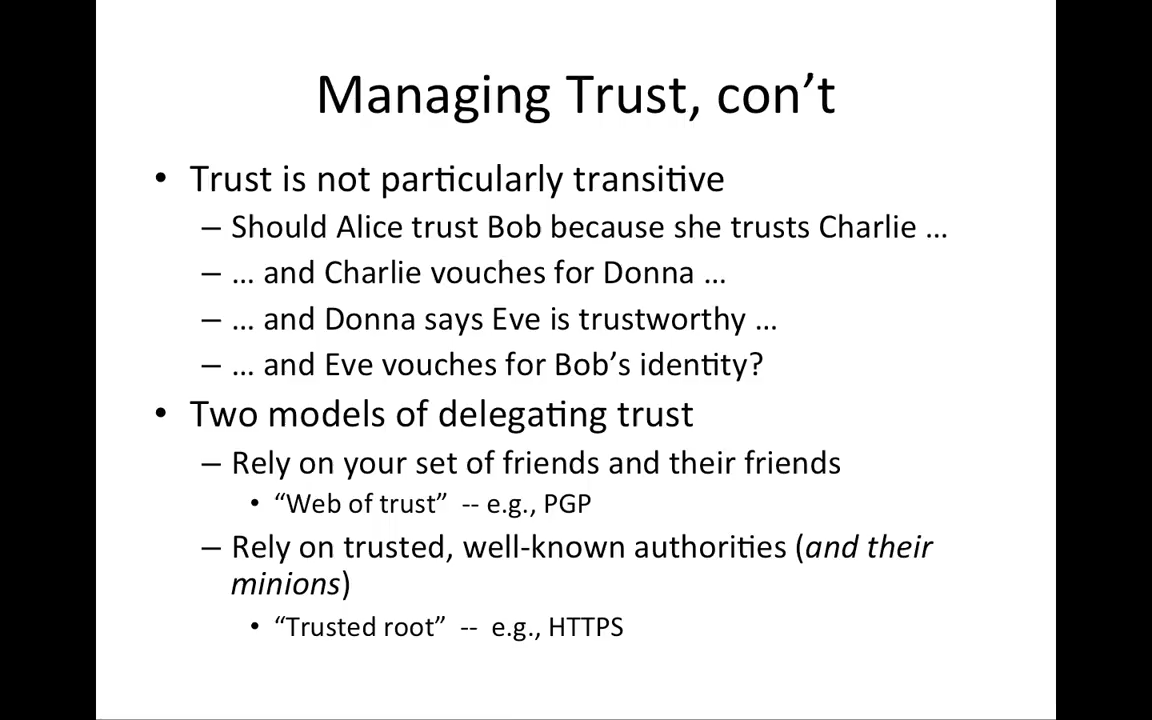 Managing Trust, con’t
• Trust is not particularly transitive
– Should Alice trust Bob because she trusts Charlie …
– … and Charlie vouches for Donna …
– … and Donna says Eve is trustworthy …
– … and Eve vouches for Bob’s identity?
• Two models of delegating trust
– Rely on your set of friends and their friends
• “Web of trust” -- e.g., PGP
– Rely on trusted, well-known authorities (and their
minions)
• “Trusted root” -- e.g., HTTPS